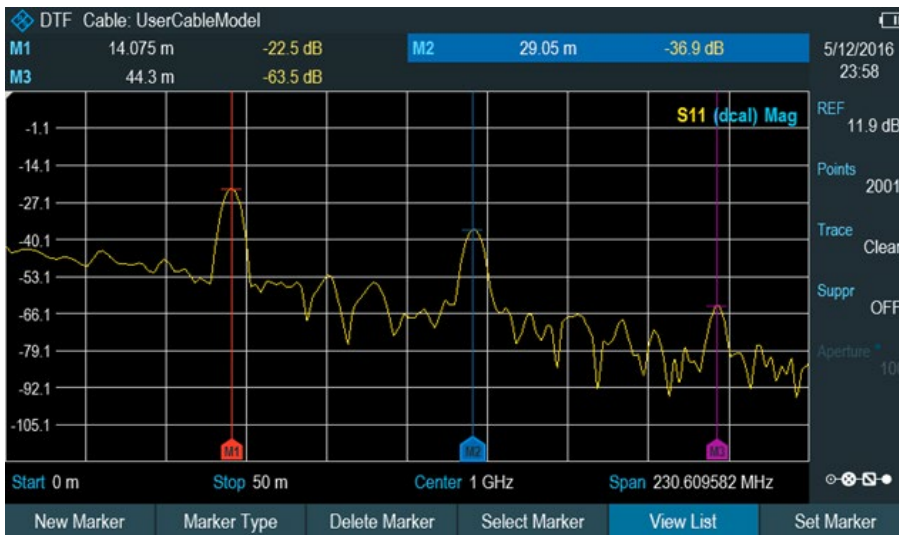 DTF Cable: UserCableModel
M1 14.075 m -22.5 dB M2 29.05 m -36.9 dB 5/12/2016
M3 44.3 m -63.5 dB 23:58
S11 (dcal) Mag
REF
11.9 dB
-1.1
-14.1
-27.1
-40.1
-53.1
-66.1
-79.1
-92.1
-105.1
Points
2001
Trace
Clear
Suppr
OFF
Aperture
100
M1 M2 M3
Start 0 m Stop 50 m Center 1 GHz Span 230.609582 MHz
New Marker Marker Type Delete Marker Select Marker View List Set Marker